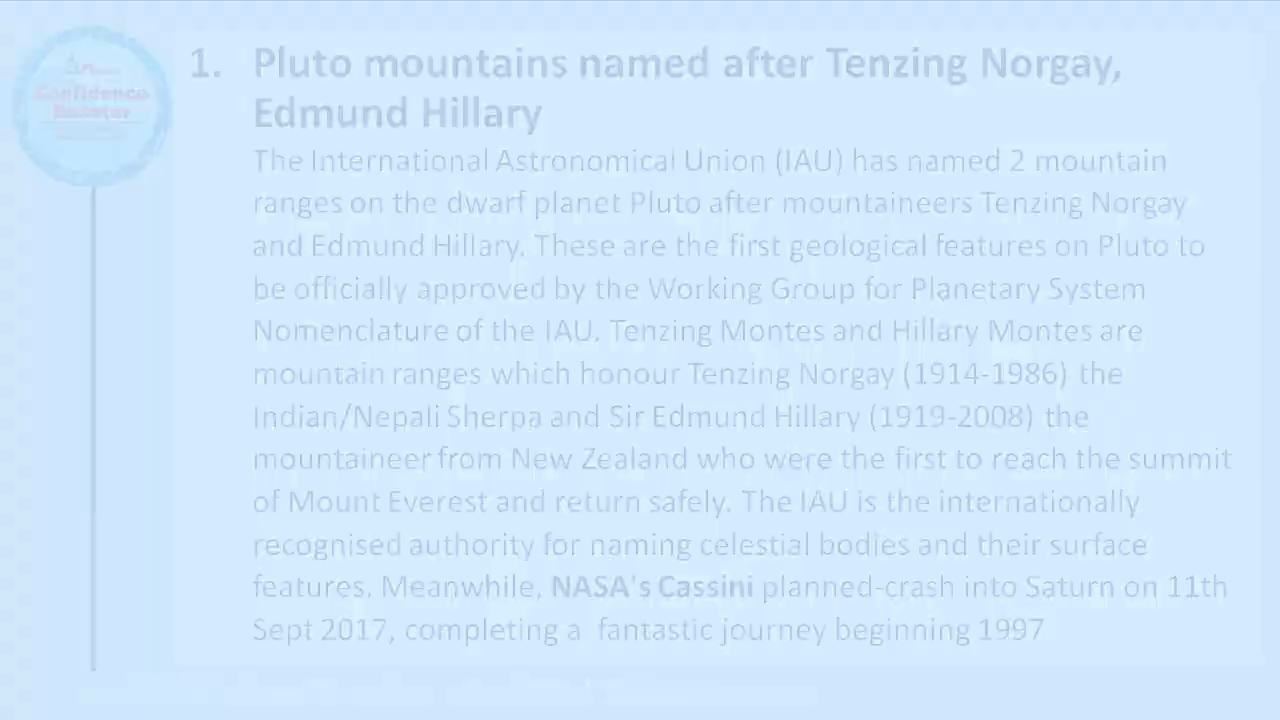 Confidence
Booster
1. Pluto mountains named after Tenzing Norgay,
Edmund Hillary
The International Astronomical Union (IAU) has named 2 mountain
ranges on the dwarf planet Pluto after mountaineers Tenzing Norgay
and Edmund Hillary. These are the first geological features on Pluto to
be officially approved by the Working Group for Planetary System
Nomenclature of the IAU. Tenzing Montes and Hillary Montes are
mountain ranges which honour Tenzing Norgay (1914-1986) the
Indian/Nepali Sherpa and Sir Edmund Hillary (1919-2008) the
mountaineer from New Zealand who were the first to reach the summit
of Mount Everest and return safely. The IAU is the internationally
recognised authority for naming celestial bodies and their surface
features. Meanwhile, NASA's Cassini planned-crash into Saturn on 11th
Sept 2017, completing a fantastic journey beginning 1997